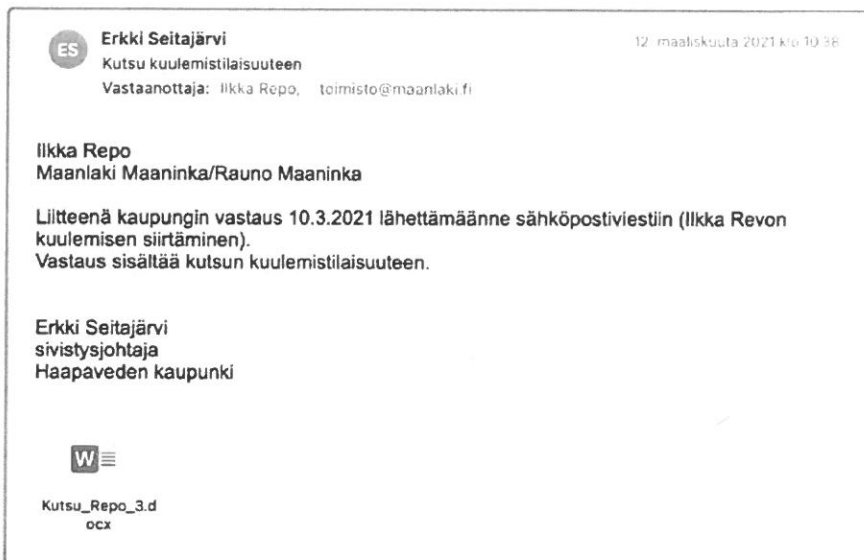 ES
Erkki Seitajärvi
12. maaliskuuta 2021 klo 10.38
Kutsu kuulemistilaisuuteen
Vastaanottaja: Ilkka Repo, toimisto@maanlaki.fi
Ilkka Repo
Maanlaki Maaninka/Rauno Maaninka
Liitteenä kaupungin vastaus 10.3.2021 lähettämäänne sähköpostiviestiin (Ilkka Revon
kuulemisen siirtäminen).
Vastaus sisältää kutsun kuulemistilaisuuteen.
Erkki Seitajärvi
sivistysjohtaja
Haapaveden kaupunki
W
Kutsu_Repo_3.d
ocx